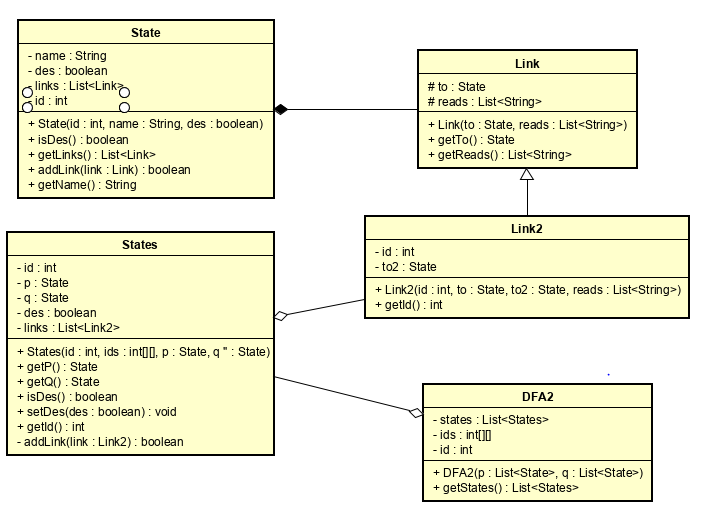 State
- name : String
- des : boolean
- links : List<Link>
- id : int
+ State(id : int, name : String, des : boolean)
+ isDes() : boolean
+ getLinks() : List<Link>
+ addLink(link : Link) : boolean
+ getName() : String
Link
# to : State
# reads : List<String>
+ Link(to : State, reads : List<String>)
+ getTo() : State
+ getReads() : List<String>
Link2
- id : int
- to2 : State
+ Link2(id : int, to : State, to2 : State, reads : List<String>)
+ getId() : int
States
- id : int
- p : State
- q : State
- des : boolean
- links : List<Link2>
+ States(id : int, ids : int[][], p : State, q " : State)
+ getP() : State
+ getQ() : State
+ isDes() : boolean
+ setDes(des : boolean) : void
+ getId() : int
- addLink(link : Link2) : boolean
DFA2
- states : List<States>
- ids : int[][]
- id : int
+ DFA2(p : List<State>, q : List<State>)
+ getStates() : List<States>